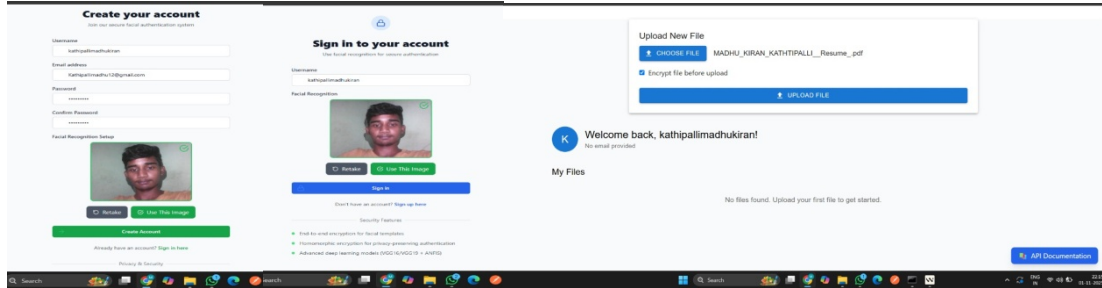 Create your account
Join our secure facial authentication system
Username
kathipallimadhukiran
Email address
Kathipallimadhu12@gmail.com
Password
Confirm Password
Facial Recognition Setup
Retake
Use This Image
Create Account
Already have an account? Sign in here
Privacy & Security
Search
Sign in to your account
Use facial recognition for secure authentication
Username
kathipallimadhukiran
Facial Recognition
Retake
Use This Image
Sign in
Don't have an account? Sign up here
Security Features
End-to-end encryption for facial templates
Homomorphic encryption for privacy-preserving authentication
Advanced deep learning models (VGG16/VGG19 + ANFIS)
Search
Upload New File
CHOOSE FILE MADHU_KIRAN_KATHTIPALLI__Resume_.pdf
Encrypt file before upload
UPLOAD FILE
K
Welcome back, kathipallimadhukiran!
No email provided
My Files
No files found. Upload your first file to get started.
API Documentation
Search
ENG
IN